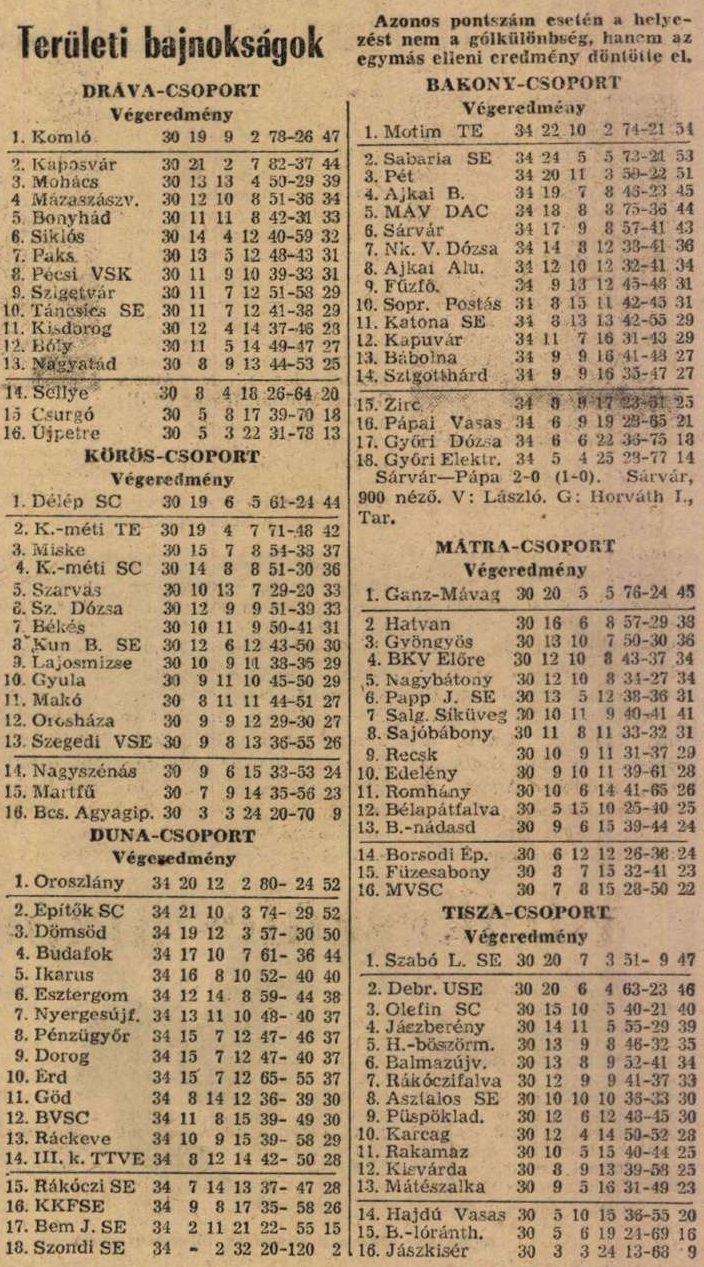 Területi bajnokságok
DRÁVA-CSOPORT
Végeredmény
1. Komló 30 19 9 2 78-26 47
2. Kaposvár 30 21 2 7 82-37 44
3. Mohács 30 13 13 4 50-29 39
4 Mázaszászv. 30 12 10 8 51-36 34
5. Bonyhád 30 11 11 8 42-31 33
6. Siklós 30 14 4 12 40-59 32
7. Paks 30 13 5 12 48-43 31
8. Pécsi VSK 30 11 9 10 39-33 31
9. Szigetvár 30 11 7 12 51-58 29
10. Táncsics SE 30 11 7 12 41-38 29
11. Kisdorog 30 12 4 14 37-46 28
12. Bóly 30 11 5 14 49-47 27
13. Nagyatád 30 8 9 13 44-53 25
14. Sellye 30 8 4 18 26-64 20
15 Csurgó 30 5 8 17 39-70 18
16. Újpetre 30 5 3 22 31-78 13
KÖRÖS-CSOPORT
Végeredmény
1. Délép SC 30 19 6 5 61-24 44
2. K.-méti TE 30 19 4 7 71-48 42
3. Miske 30 15 7 8 54-38 37
4. K.-méti SC 30 14 8 8 51-30 36
5. Szarvas 30 10 13 7 29-20 33
6. Sz. Dózsa 30 12 9 9 51-39 33
7. Békés 30 10 11 9 50-41 31
8 Kun B. SE 30 12 6 12 43-50 30
9. Lajosmizse 30 10 9 11 38-35 29
10. Gyula 30 9 11 10 45-50 29
11. Makó 30 8 11 11 44-51 27
12. Orosháza 30 9 9 12 29-30 27
13. Szegedi VSE 30 9 8 13 36-55 26
14. Nagyszénás 30 9 6 15 33-53 24
15. Martfű 30 7 9 14 35-56 23
16. Bcs. Agyagip. 30 3 3 24 20-70 9
DUNA-CSOPORT
Végeredmény
1. Oroszlány 34 20 12 2 80- 24 52
2. Építők SC 34 21 10 3 74- 29 52
3. Dömsöd 34 19 12 3 57- 30 50
4. Budafok 34 17 10 7 61- 36 44
5. Ikarus 34 16 8 10 52- 40 40
6. Esztergom 34 12 14 8 59- 44 38
7. Nyergesújf. 34 13 11 10 48- 40 37
8. Pénzügyőr 34 15 7 12 47- 46 37
9. Dorog 34 15 7 12 47- 40 37
10. Érd 34 15 7 12 65- 55 37
11. Göd 34 8 14 12 36- 39 30
12. BVSC 34 11 8 15 39- 49 30
13. Ráckeve 34 10 9 15 39- 58 29
14. III. k. TTVE 34 8 12 14 42- 50 28
15. Rákóczi SE 34 7 14 13 37- 47 28
16. KKFSE 34 9 8 17 35- 58 26
17. Bem J. SE 34 2 11 21 22- 55 15
18. Szondi SE 34 - 2 32 20-120 2
Azonos pontszám esetén a helye-
zést nem a gólkülönbség, hanem az
egymás elleni eredmény döntötte el.
BAKONY-CSOPORT
Végeredmény
1. Motim TE 34 22 10 2 74-21 54
2. Sabaria SE 34 24 5 5 73-21 53
3. Pét 34 20 11 3 59-22 51
4. Ajkai B. 34 19 7 8 46-23 45
5. MÁV DAC 34 18 8 8 75-36 44
6. Sárvár 34 17 9 8 57-41 43
7. Nk. V. Dózsa 34 14 8 12 38-41 36
8. Ajkai Alu. 34 12 10 12 32-41 34
9. Fűzfő. 34 9 13 12 45-48 31
10. Sopr. Postás 34 8 15 11 42-45 31
11. Katona SE 34 8 13 13 42-55 29
12. Kapuvár 34 11 7 16 31-43 29
13. Bábolna 34 9 9 16 41-48 27
14. Sztgotthárd 34 9 9 16 35-47 27
15. Zirc 34 8 9 17 23-61 25
16. Pápai Vasas 34 6 9 19 28-65 21
17. Győri Dózsa 34 6 6 22 36-75 18
18. Győri Elektr. 34 5 4 25 28-77 14
Sárvár—Pápa 2-0 (1-0). Sárvár,
900 néző. V: László. G: Horváth I.,
Tar.
MÁTRA-CSOPORT
Végeredmény
1. Ganz-Mávag 30 20 5 5 76-24 45
2 Hatvan 30 16 6 8 57-29 38
3. Gyöngyös 30 13 10 7 50-30 36
4. BKV Előre 30 12 10 8 43-37 34
5. Nagybátony 30 12 10 8 34-27 34
6. Papp J. SE 30 13 5 12 38-36 31
7 Salg. Síküveg 30 10 11 9 40-41 41
8. Sajóbábony 30 11 8 11 33-32 31
9. Recsk 30 10 9 11 31-37 29
10. Edelény 30 9 10 11 39-61 28
11. Romhány 30 10 6 14 41-65 26
12. Bélapátfalva 30 5 15 10 25-40 25
13. B.-nádasd 30 9 6 15 39-44 24
14. Borsodi Ép. 30 6 12 12 26-36 24
15. Füzesabony 30 8 7 15 32-41 23
16. MVSC 30 7 8 15 28-50 22
TISZA-CSOPORT
Végeredmény
1. Szabó L. SE 30 20 7 3 51- 9 47
2. Debr. USE 30 20 6 4 63-23 46
3. Olefin SC 30 15 10 5 40-21 40
4. Jászberény 30 14 11 5 55-29 39
5. H.-böszörm. 30 13 9 8 46-32 35
6. Balmazújv. 30 13 8 9 52-41 34
7. Rákóczifalva 30 12 9 9 41-37 33
8. Asztalos SE 30 10 10 10 36-33 30
9. Püspöklad. 30 12 6 12 48-45 30
10. Karcag 30 12 4 14 50-52 28
11. Rakamaz 30 10 5 15 40-44 25
12. Kisvárda 30 8 9 13 39-58 25
13. Mátészalka 30 9 5 16 31-49 23
14. Hajdú Vasas 30 5 10 15 36-55 20
15. B.-lóránth. 30 5 6 19 24-69 16
16. Jászkisér 30 3 3 24 13-68 9